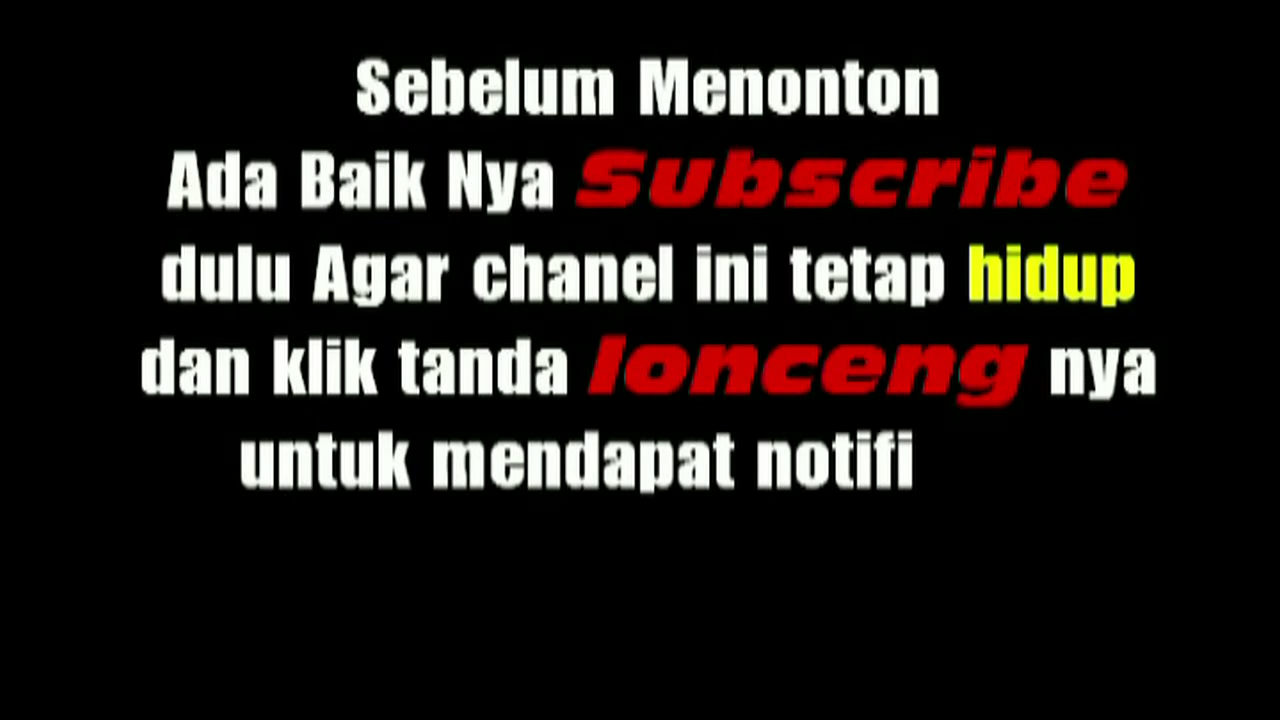 Sebelum Menonton
Ada Baik Nya Subscribe
dulu Agar chanel ini tetap hidup
dan klik tanda lonceng nya
untuk mendapat notifi